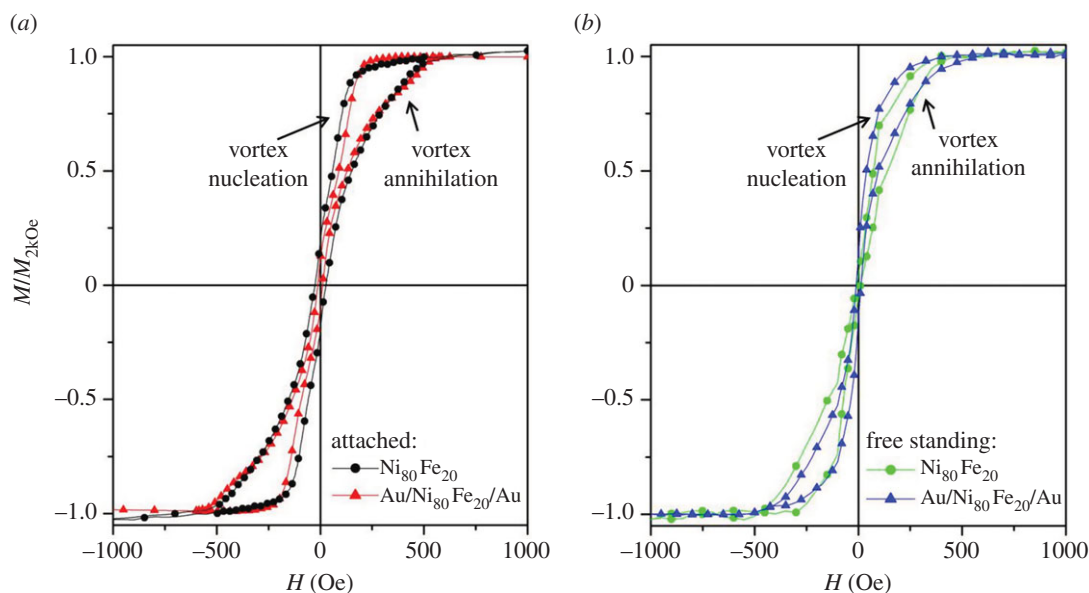 (a)
(b)
1.0
0.5
0
–0.5
–1.0
M/M2kOe
vortex
nucleation
vortex
annihilation
attached:
Ni80Fe20
Au/Ni80Fe20/Au
–1000
–500
0
500
1000
H (Oe)
1.0
0.5
0
–0.5
–1.0
vortex
nucleation
vortex
annihilation
free standing:
Ni80Fe20
Au/Ni80Fe20/Au
–1000
–500
0
500
1000
H (Oe)